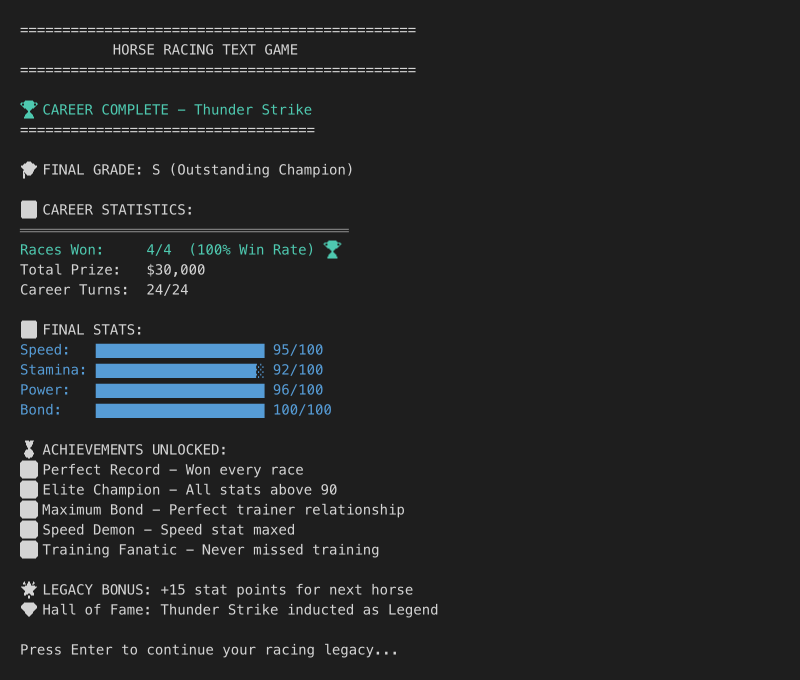 ===============================================
HORSE RACING TEXT GAME
===============================================
🏆 CAREER COMPLETE – Thunder Strike
===================================
🎓 FINAL GRADE: S (Outstanding Champion)
CAREER STATISTICS:
═══════════════════════════════════════
Races Won: 4/4 (100% Win Rate) 🏆
Total Prize: $30,000
Career Turns: 24/24
FINAL STATS:
Speed: ████████████████████ 95/100
Stamina: ███████████████████░ 92/100
Power: ████████████████████ 96/100
Bond: ████████████████████ 100/100
🏅 ACHIEVEMENTS UNLOCKED:
Perfect Record – Won every race
Elite Champion – All stats above 90
Maximum Bond – Perfect trainer relationship
Speed Demon – Speed stat maxed
Training Fanatic – Never missed training
🌟 LEGACY BONUS: +15 stat points for next horse
💎 Hall of Fame: Thunder Strike inducted as Legend
Press Enter to continue your racing legacy...